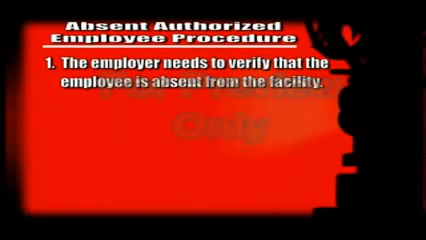 Absent Authorized
Employee Procedure
1. The employer needs to verify that the
employee is absent from the facility.
Only